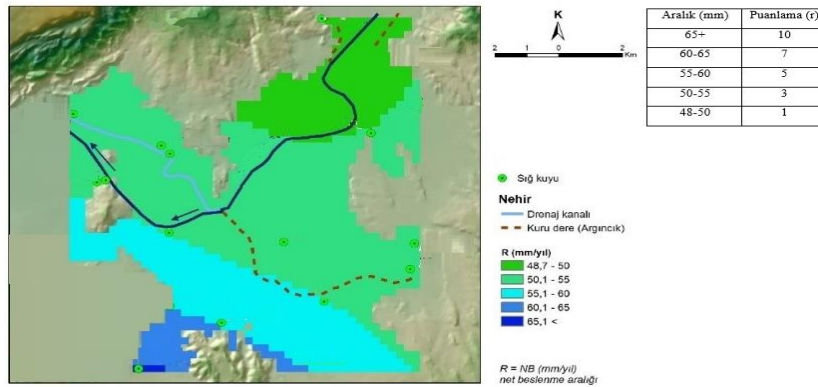 K
2 1 0 2
Km
Aralık (mm) Puanlama (r)
65+ 10
60-65 7
55-60 5
50-55 3
48-50 1
Sığ kuyu
Nehir
Drenaj kanalı
Kuru dere (Argıncık)
R (mm/yıl)
48,7 - 50
50,1 - 55
55,1 - 60
60,1 - 65
65,1 <
R = NB (mm/yıl)
net beslenme aralığı